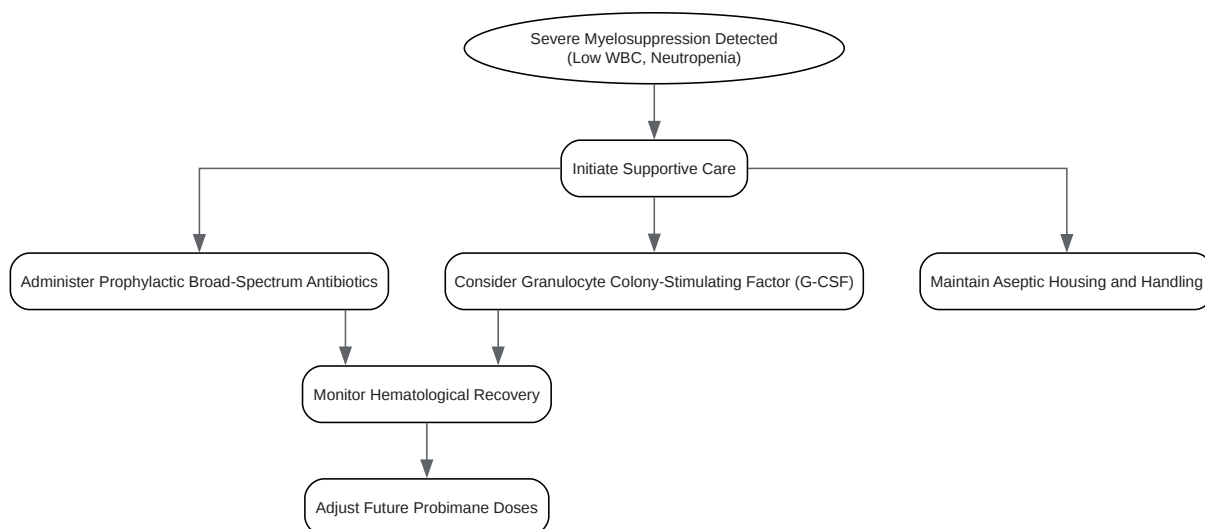 Severe Myelosuppression Detected
(Low WBC, Neutropenia)
Initiate Supportive Care
Administer Prophylactic Broad-Spectrum Antibiotics
Consider Granulocyte Colony-Stimulating Factor (G-CSF)
Maintain Aseptic Housing and Handling
Monitor Hematological Recovery
Adjust Future Probimane Doses